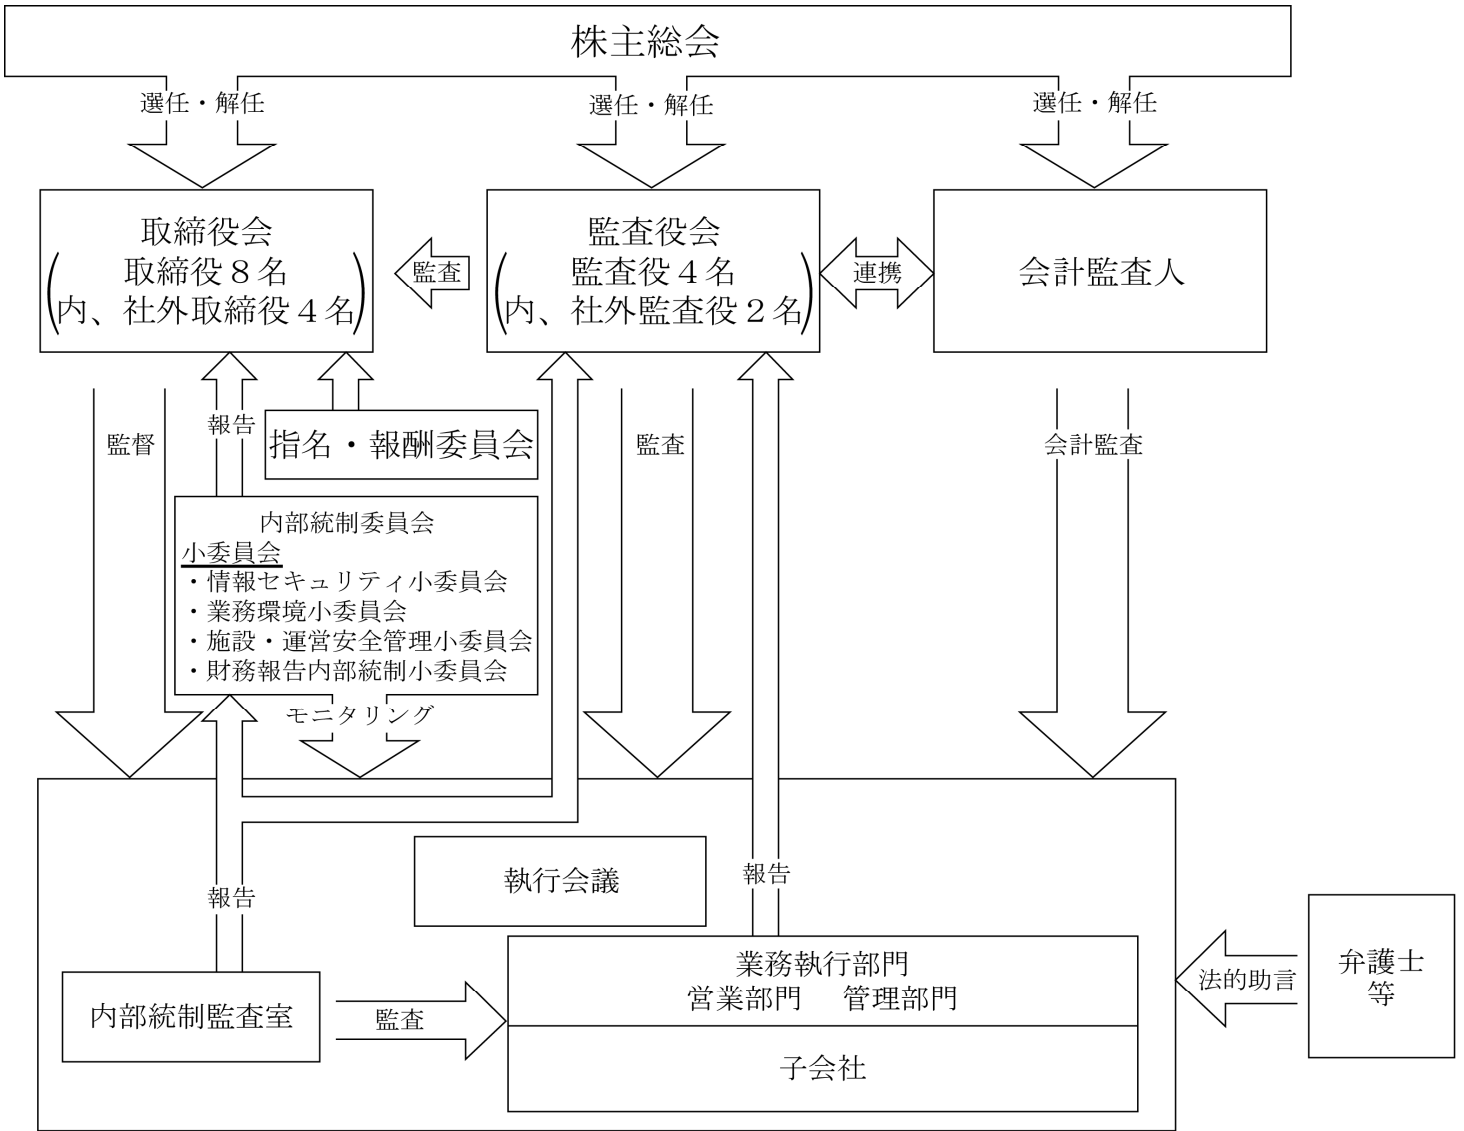 株主総会
選任・解任
選任・解任
選任・解任
取締役会
取締役８名
(内、社外取締役４名)
監査
監査役会
監査役４名
(内、社外監査役２名)
連携
会計監査人
監督
報告
指名・報酬委員会
監査
会計監査
内部統制委員会
小委員会
・情報セキュリティ小委員会
・業務環境小委員会
・施設・運営安全管理小委員会
・財務報告内部統制小委員会
モニタリング
執行会議
報告
報告
業務執行部門
営業部門　管理部門
子会社
内部統制監査室
監査
法的助言
弁護士
等